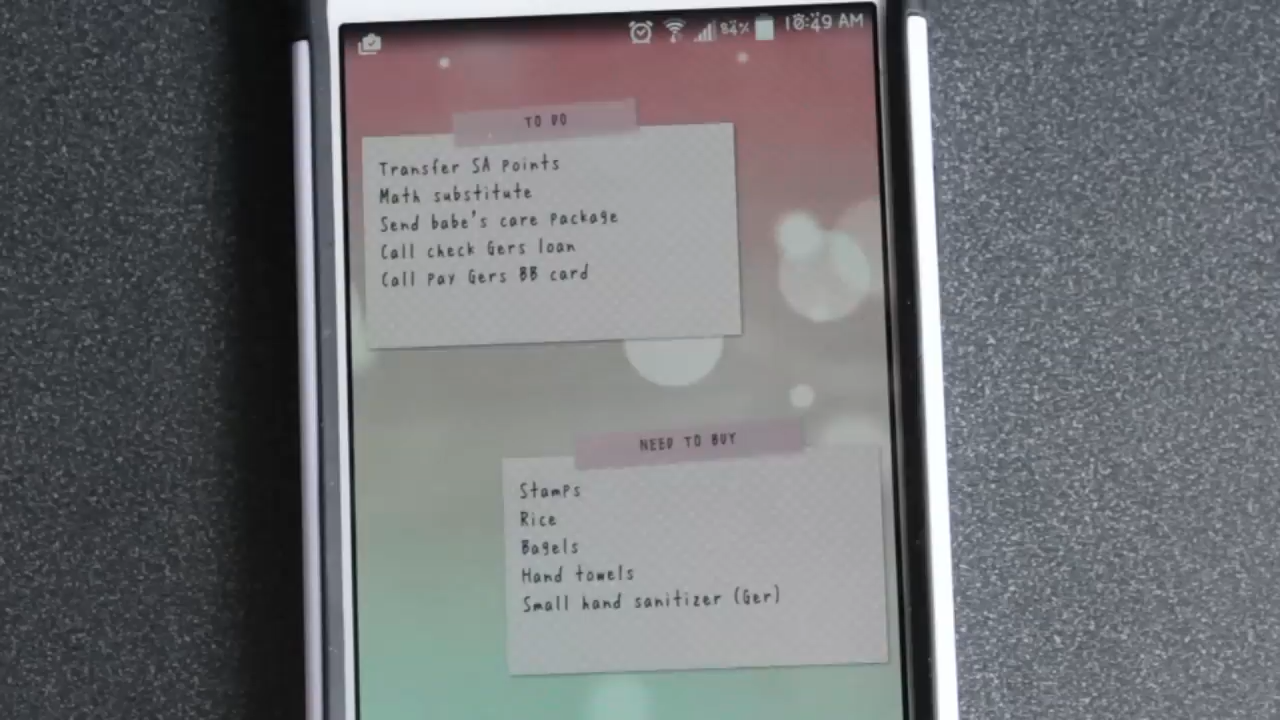 84% 10:49 AM
TO DO
Transfer SA points
Math substitute
Send babe's care package
Call check Gers loan
Call pay Gers BB card
NEED TO BUY
Stamps
Rice
Bagels
Hand towels
Small hand sanitizer (Ger)